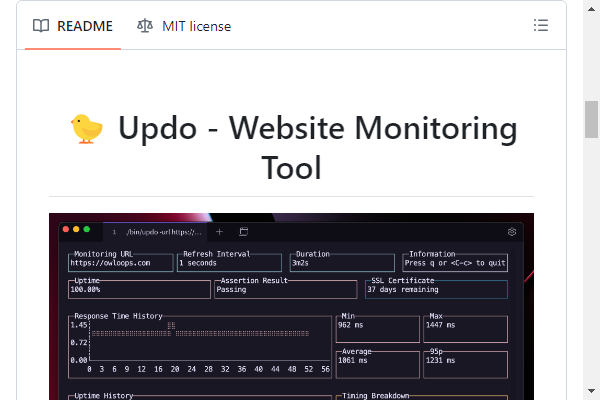 README
MIT license
Updo - Website Monitoring
Tool
1 ./bin/updo -url https://...
Monitoring URL Refresh Interval Duration Information
https://owloops.com 1 seconds 3m2s Press q or <C-c> to quit
Uptime Assertion Result SSL Certificate
100.00% Passing 37 days remaining
Response Time History Min Max
1.45 962 ms 1447 ms
0.72
Average 95p
0.00 1061 ms 1231 ms
0 3 6 9 12 16 20 24 28 32 36 40 44 48 52 56
Uptime History Timing Breakdown